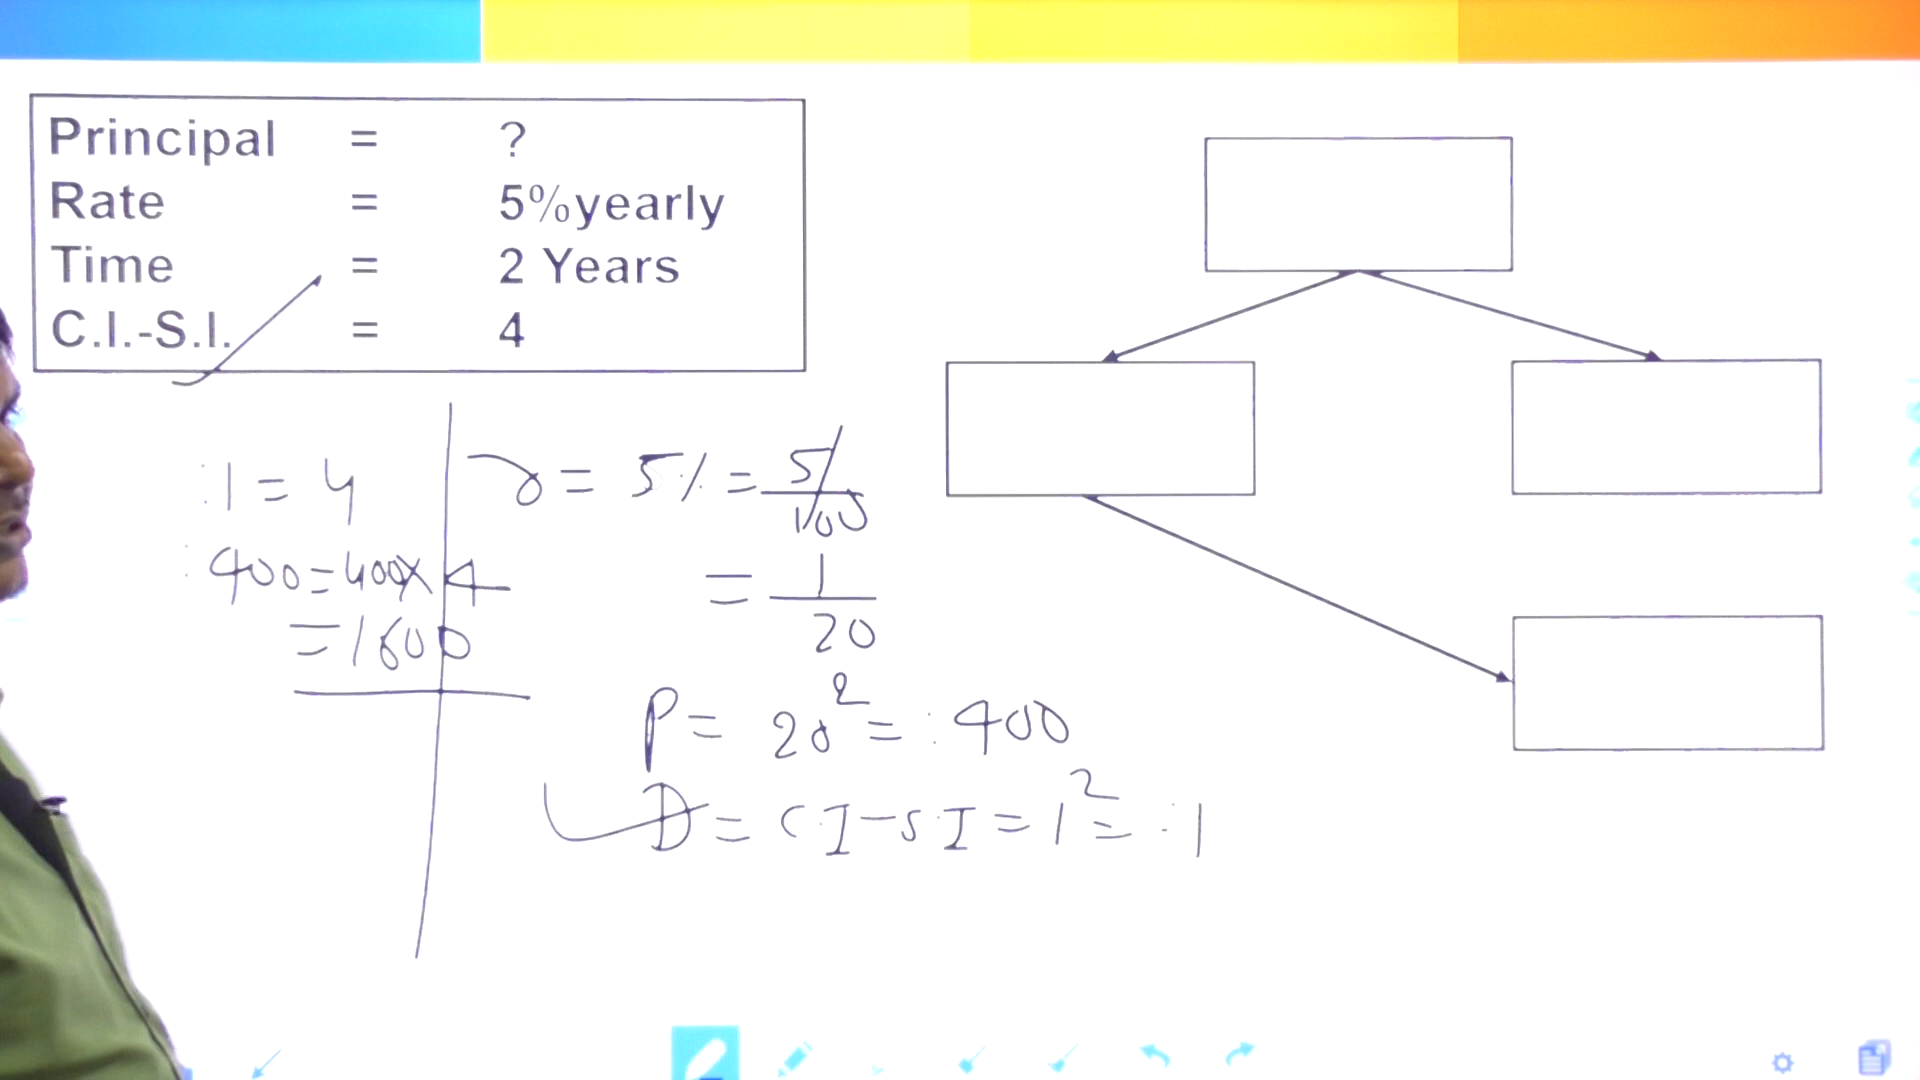 Principal = ?
Rate = 5%yearly
Time = 2 Years
C.I.-S.I. = 4
:1 = 4
:400 = 400 × 4
= 1600
r = 5% = 5/100
= 1/20
P = 20² = :400
D = CI-SI = 1² = :1